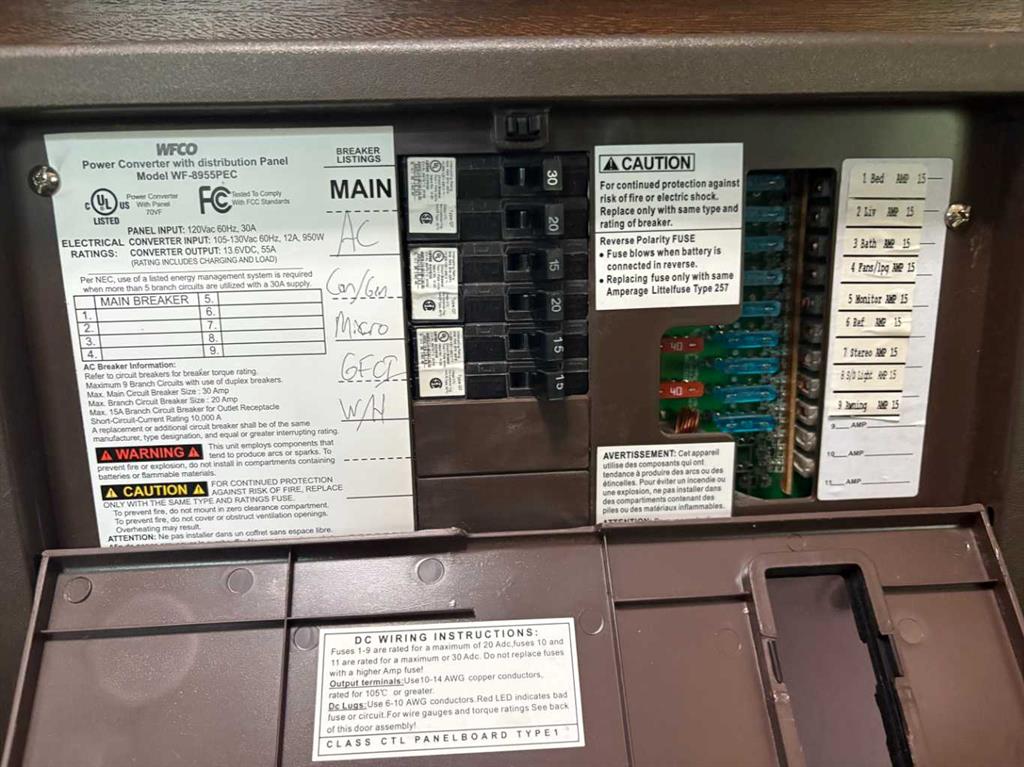 WFCO
Power Converter with distribution Panel
Model WF-8955PEC
C UL US
LISTED
Power Converter
With Panel
70VF
FC
Tested To Comply
With FCC Standards
PANEL INPUT: 120Vac 60Hz, 30A
ELECTRICAL CONVERTER INPUT: 105-130Vac 60Hz, 12A, 950W
RATINGS: CONVERTER OUTPUT: 13.6VDC, 55A
(RATING INCLUDES CHARGING AND LOAD)
Per NEC, use of a listed energy management system is required
when more than 5 branch circuits are utilized with a 30A supply.
MAIN BREAKER 5.
1. 6.
2. 7.
3. 8.
4. 9.
AC Breaker Information:
Refer to circuit breakers for breaker torque rating.
Maximum 9 Branch Circuits with use of duplex breakers.
Max. Main Circuit Breaker Size : 30 Amp
Max. Branch Circuit Breaker Size : 20 Amp
Max. 15A Branch Circuit Breaker for Outlet Receptacle
Short-Circuit-Current Rating 10,000 A
A replacement or additional circuit breaker shall be of the same
manufacturer, type designation, and equal or greater interrupting rating.
WARNING
This unit employs components that
tend to produce arcs or sparks. To
prevent fire or explosion, do not install in compartments containing
batteries or flammable materials.
CAUTION
FOR CONTINUED PROTECTION
AGAINST RISK OF FIRE, REPLACE
ONLY WITH THE SAME TYPE AND RATINGS FUSE.
To prevent fire, do not mount in zero clearance compartment.
To prevent fire, do not cover or obstruct ventilation openings.
Overheating may result.
ATTENTION: Ne pas installer dans un coffret sans espace libre.
BREAKER
LISTINGS
MAIN
AC
Con/Gen
Micro
GFCI
W/H
30
20
15
20
15
15
CAUTION
For continued protection against
risk of fire or electric shock.
Replace only with same type and
rating of breaker.
Reverse Polarity FUSE
• Fuse blows when battery is
connected in reverse.
• Replacing fuse only with same
Amperage Littelfuse Type 257
40
40
AVERTISSEMENT: Cet appareil
utilise des composants qui ont
tendance à produire des arcs ou des
étincelles. Pour éviter un incendie ou
une explosion, ne pas installer dans
des compartiments contenant des
piles ou des matériaux inflammables.
1 Bed AMP 15
2 Liv AMP 15
3 Bath AMP 15
4 Fans/lpg AMP 15
5 Monitor AMP 15
6 Ref AMP 15
7 Stereo AMP 15
8 S/D Light AMP 15
9 Awning AMP 15
9 AMP
10 AMP
11 AMP
DC WIRING INSTRUCTIONS:
Fuses 1-9 are rated for a maximum of 20 Adc,fuses 10 and
11 are rated for a maximum or 30 Adc. Do not replace fuses
with a higher Amp fuse!
Output terminals:Use10-14 AWG copper conductors,
rated for 105℃ or greater.
Dc Lugs:Use 6-10 AWG conductors.Red LED indicates bad
fuse or circuit.For wire gauges and torque ratings See back
of this door assembly!
CLASS CTL PANELBOARD TYPE1